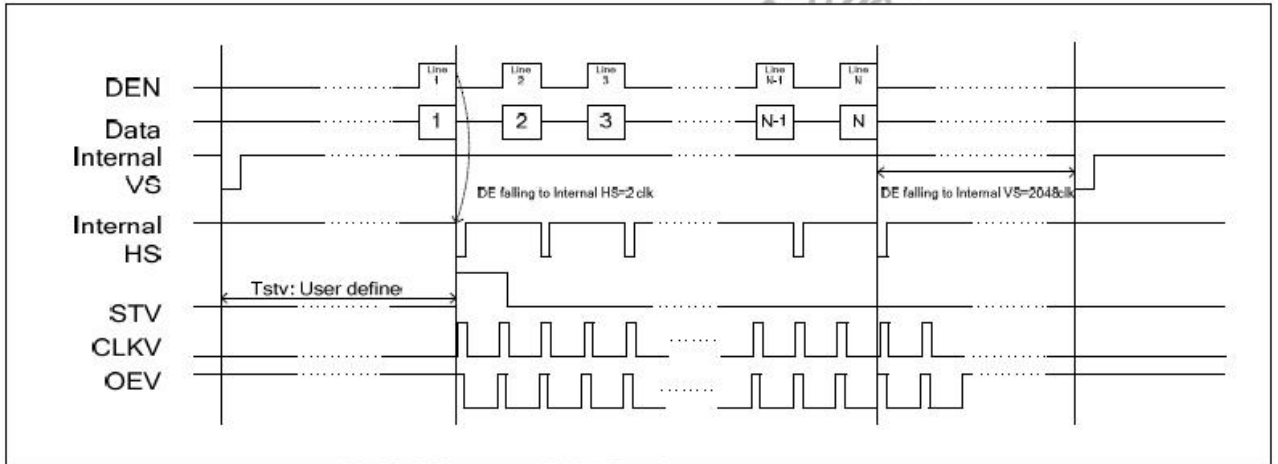 DEN
Line 1
Line 2
Line 3
Line N-1
Line N
Data
1
2
3
N-1
N
Internal VS
DE falling to Internal HS=2 clk
DE falling to Internal VS=2048clk
Internal HS
Tstv: User define
STV
CLKV
OEV